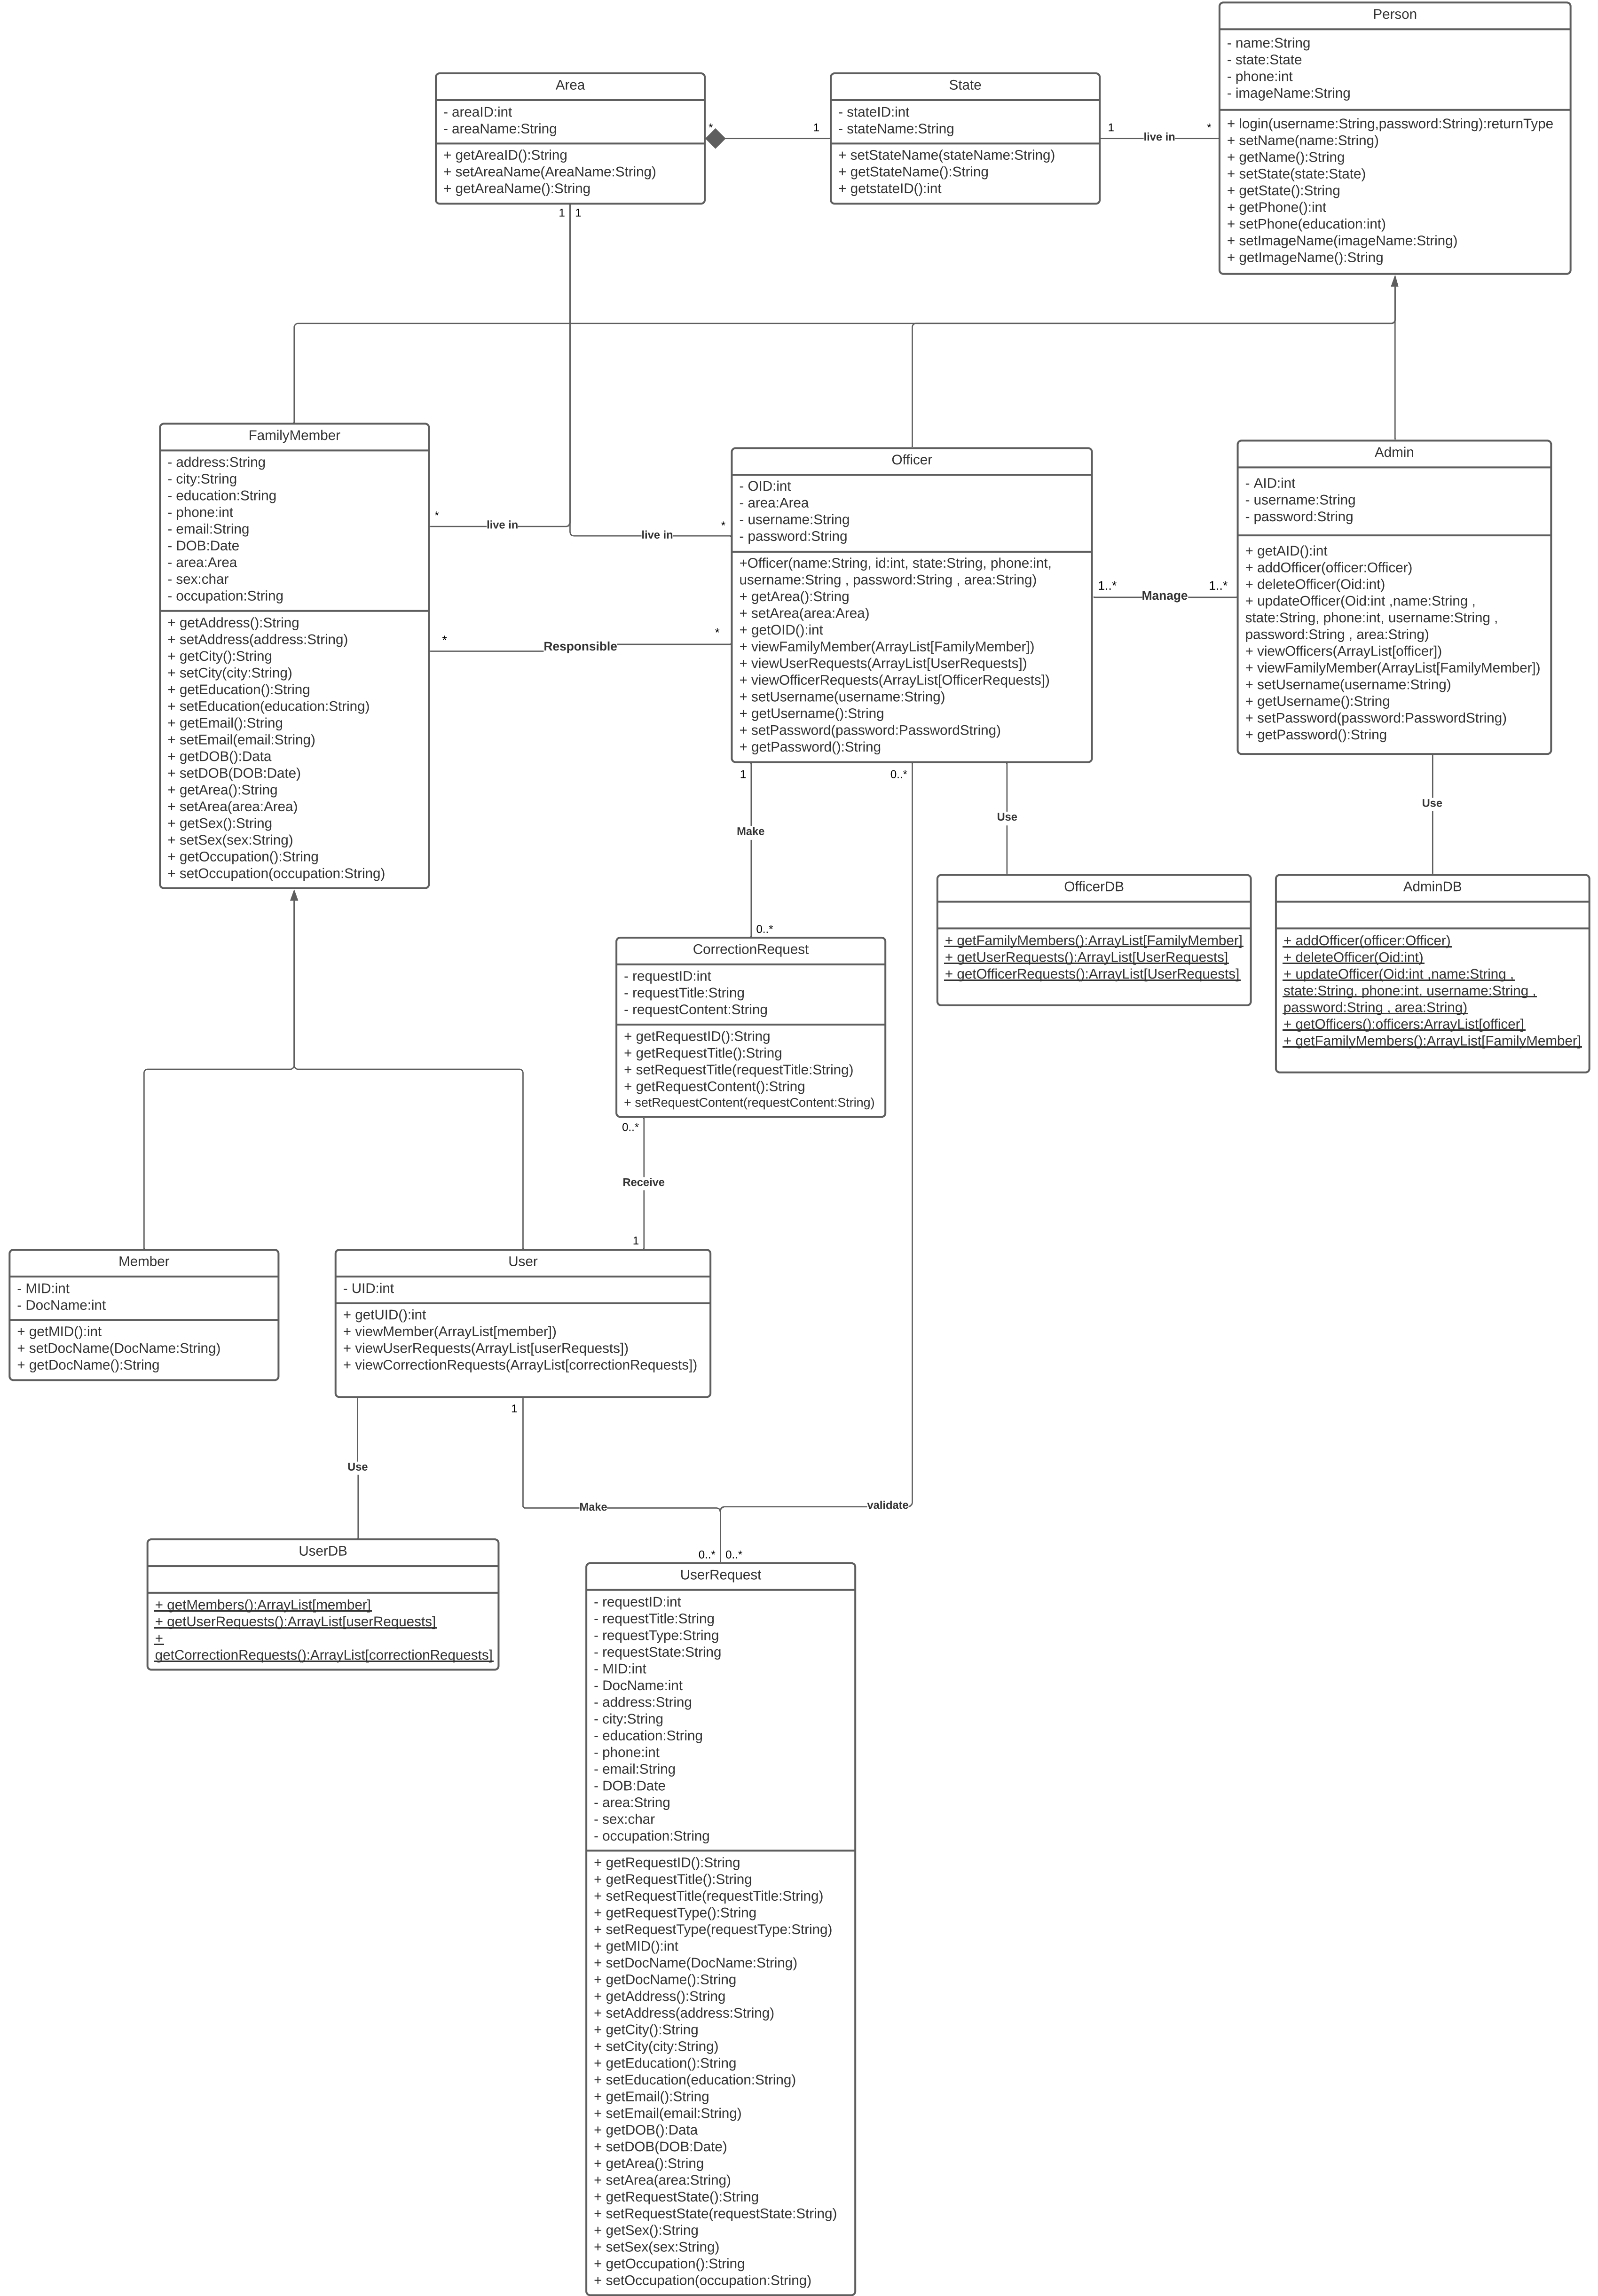 Person
- name:String
- state:State
- phone:int
- imageName:String
+ login(username:String,password:String):returnType
+ setName(name:String)
+ getName():String
+ setState(state:State)
+ getState():String
+ getPhone():int
+ setPhone(education:int)
+ setImageName(imageName:String)
+ getImageName():String
Area
- areaID:int
- areaName:String
+ getAreaID():String
+ setAreaName(AreaName:String)
+ getAreaName():String
* 1
State
- stateID:int
- stateName:String
+ setStateName(stateName:String)
+ getStateName():String
+ getstateID():int
1 live in *
1 1
FamilyMember
- address:String
- city:String
- education:String
- phone:int
- email:String
- DOB:Date
- area:Area
- sex:char
- occupation:String
+ getAddress():String
+ setAddress(address:String)
+ getCity():String
+ setCity(city:String)
+ getEducation():String
+ setEducation(education:String)
+ getEmail():String
+ setEmail(email:String)
+ getDOB():Data
+ setDOB(DOB:Date)
+ getArea():String
+ setArea(area:Area)
+ getSex():String
+ setSex(sex:String)
+ getOccupation():String
+ setOccupation(occupation:String)
* live in
live in *
* Responsible *
Officer
- OID:int
- area:Area
- username:String
- password:String
+Officer(name:String, id:int, state:String, phone:int,
username:String , password:String , area:String)
+ getArea():String
+ setArea(area:Area)
+ getOID():int
+ viewFamilyMember(ArrayList[FamilyMember])
+ viewUserRequests(ArrayList[UserRequests])
+ viewOfficerRequests(ArrayList[OfficerRequests])
+ setUsername(username:String)
+ getUsername():String
+ setPassword(password:PasswordString)
+ getPassword():String
1..* Manage 1..*
Admin
- AID:int
- username:String
- password:String
+ getAID():int
+ addOfficer(officer:Officer)
+ deleteOfficer(Oid:int)
+ updateOfficer(Oid:int ,name:String ,
state:String, phone:int, username:String ,
password:String , area:String)
+ viewOfficers(ArrayList[officer])
+ viewFamilyMember(ArrayList[FamilyMember])
+ setUsername(username:String)
+ getUsername():String
+ setPassword(password:PasswordString)
+ getPassword():String
1
Make
0..*
0..*
Use
Use
OfficerDB
+ getFamilyMembers():ArrayList[FamilyMember]
+ getUserRequests():ArrayList[UserRequests]
+ getOfficerRequests():ArrayList[UserRequests]
AdminDB
+ addOfficer(officer:Officer)
+ deleteOfficer(Oid:int)
+ updateOfficer(Oid:int ,name:String ,
state:String, phone:int, username:String ,
password:String , area:String)
+ getOfficers():officers:ArrayList[officer]
+ getFamilyMembers():ArrayList[FamilyMember]
CorrectionRequest
- requestID:int
- requestTitle:String
- requestContent:String
+ getRequestID():String
+ getRequestTitle():String
+ setRequestTitle(requestTitle:String)
+ getRequestContent():String
+ setRequestContent(requestContent:String)
0..*
Receive
1
Member
- MID:int
- DocName:int
+ getMID():int
+ setDocName(DocName:String)
+ getDocName():String
User
- UID:int
+ getUID():int
+ viewMember(ArrayList[member])
+ viewUserRequests(ArrayList[userRequests])
+ viewCorrectionRequests(ArrayList[correctionRequests])
1
Use
Make
validate
0..* 0..*
UserDB
+ getMembers():ArrayList[member]
+ getUserRequests():ArrayList[userRequests]
+
getCorrectionRequests():ArrayList[correctionRequests]
UserRequest
- requestID:int
- requestTitle:String
- requestType:String
- requestState:String
- MID:int
- DocName:int
- address:String
- city:String
- education:String
- phone:int
- email:String
- DOB:Date
- area:String
- sex:char
- occupation:String
+ getRequestID():String
+ getRequestTitle():String
+ setRequestTitle(requestTitle:String)
+ getRequestType():String
+ setRequestType(requestType:String)
+ getMID():int
+ setDocName(DocName:String)
+ getDocName():String
+ getAddress():String
+ setAddress(address:String)
+ getCity():String
+ setCity(city:String)
+ getEducation():String
+ setEducation(education:String)
+ getEmail():String
+ setEmail(email:String)
+ getDOB():Data
+ setDOB(DOB:Date)
+ getArea():String
+ setArea(area:String)
+ getRequestState():String
+ setRequestState(requestState:String)
+ getSex():String
+ setSex(sex:String)
+ getOccupation():String
+ setOccupation(occupation:String)